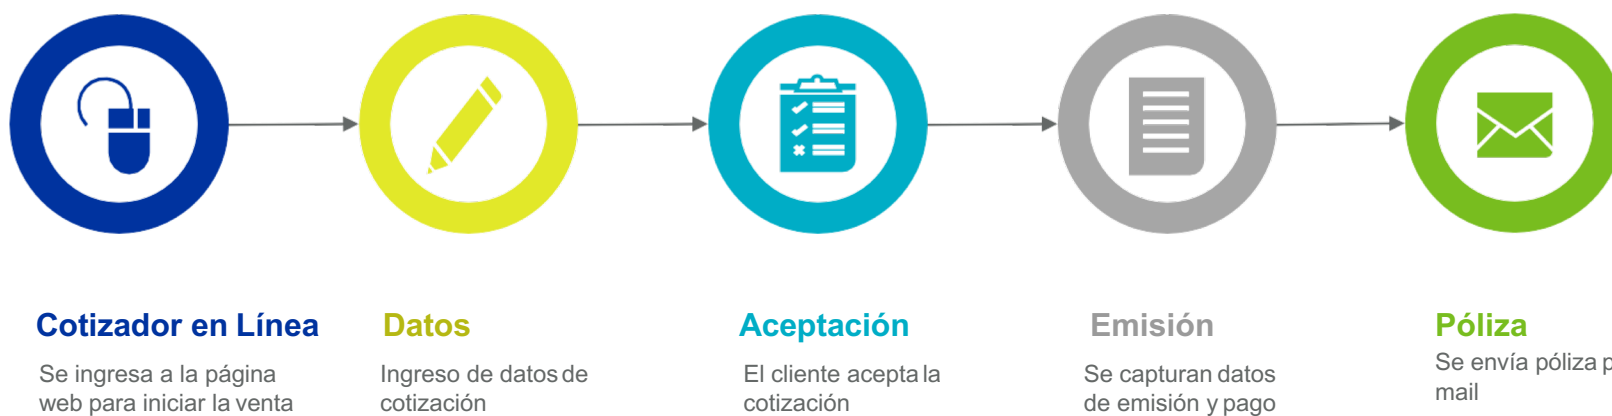 Cotizador en Línea
Se ingresa a la página
web para iniciar la venta
Datos
Ingreso de datos de
cotización
Aceptación
El cliente acepta la
cotización
Emisión
Se capturan datos
de emisión y pago
Póliza
Se envía póliza
mail